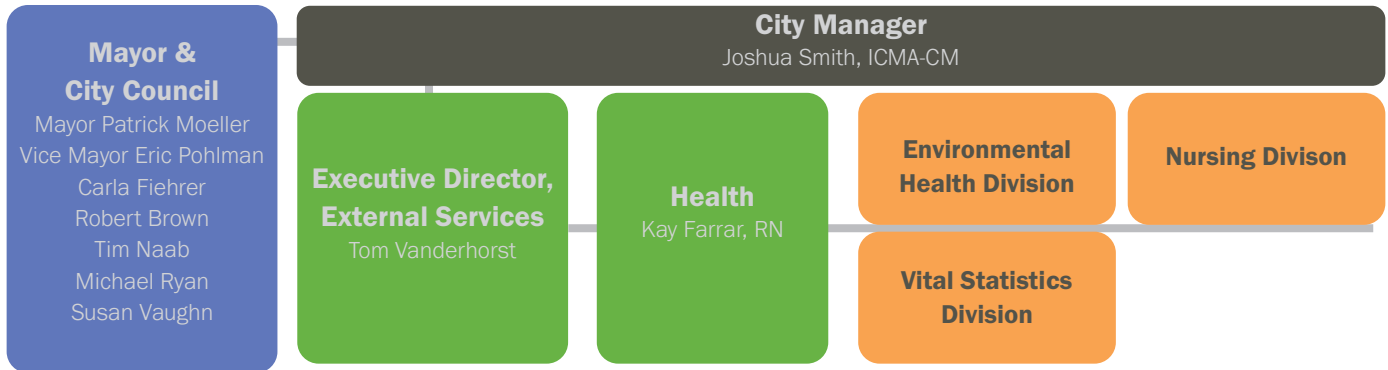 Mayor &
City Council
Mayor Patrick Moeller
Vice Mayor Eric Pohlman
Carla Fiehrer
Robert Brown
Tim Naab
Michael Ryan
Susan Vaughn
City Manager
Joshua Smith, ICMA-CM
Executive Director,
External Services
Tom Vanderhorst
Health
Kay Farrar, RN
Environmental
Health Division
Nursing Divison
Vital Statistics
Division